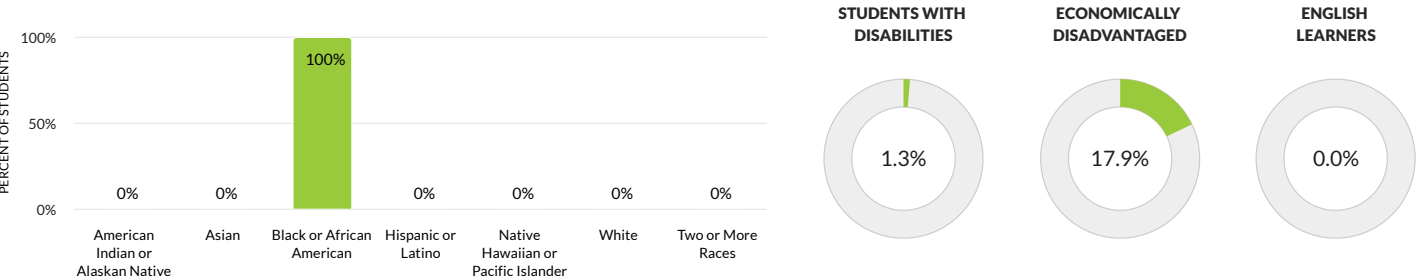 PERCENT OF STUDENTS
100%
50%
0%
0%
0%
100%
0%
0%
0%
0%
American
Indian or
Alaskan Native
Asian
Black or African
American
Hispanic or
Latino
Native
Hawaiian or
Pacific Islander
White
Two or More
Races
STUDENTS WITH
DISABILITIES
1.3%
ECONOMICALLY
DISADVANTAGED
17.9%
ENGLISH
LEARNERS
0.0%